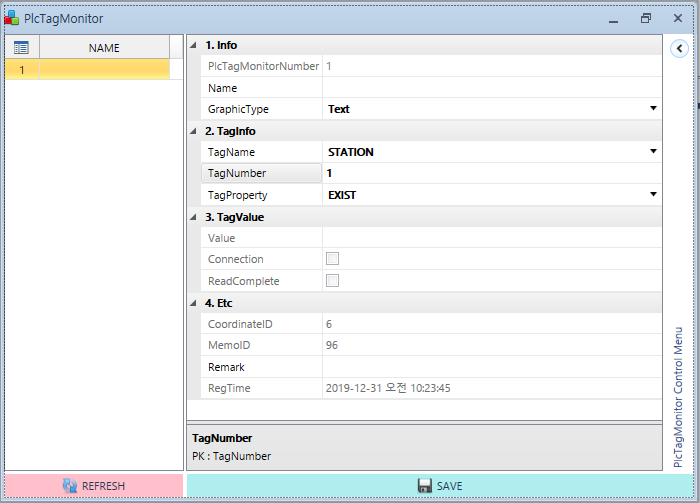 PlcTagMonitor
NAME
1
1. Info
PlcTagMonitorNumber 1
Name
GraphicType Text
2. TagInfo
TagName STATION
TagNumber 1
TagProperty EXIST
3. TagValue
Value
Connection
ReadComplete
4. Etc
CoordinateID 6
MemoID 96
Remark
RegTime 2019-12-31 오전 10:23:45
TagNumber
PK : TagNumber
PlcTagMonitor Control Menu
REFRESH
SAVE